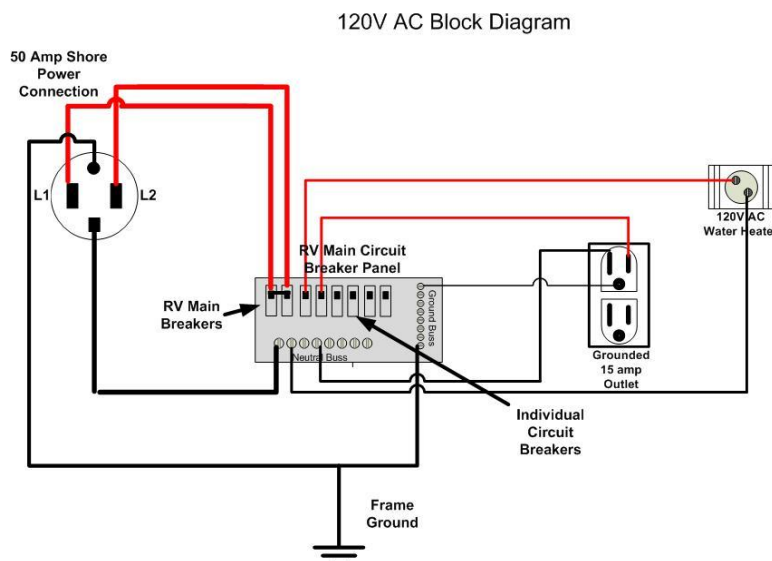 120V AC Block Diagram
50 Amp Shore
Power
Connection
L1
L2
120V AC
Water Heater
RV Main Circuit
Breaker Panel
RV Main
Breakers
Ground Buss
Neutral Buss
Grounded
15 amp
Outlet
Individual
Circuit
Breakers
Frame
Ground